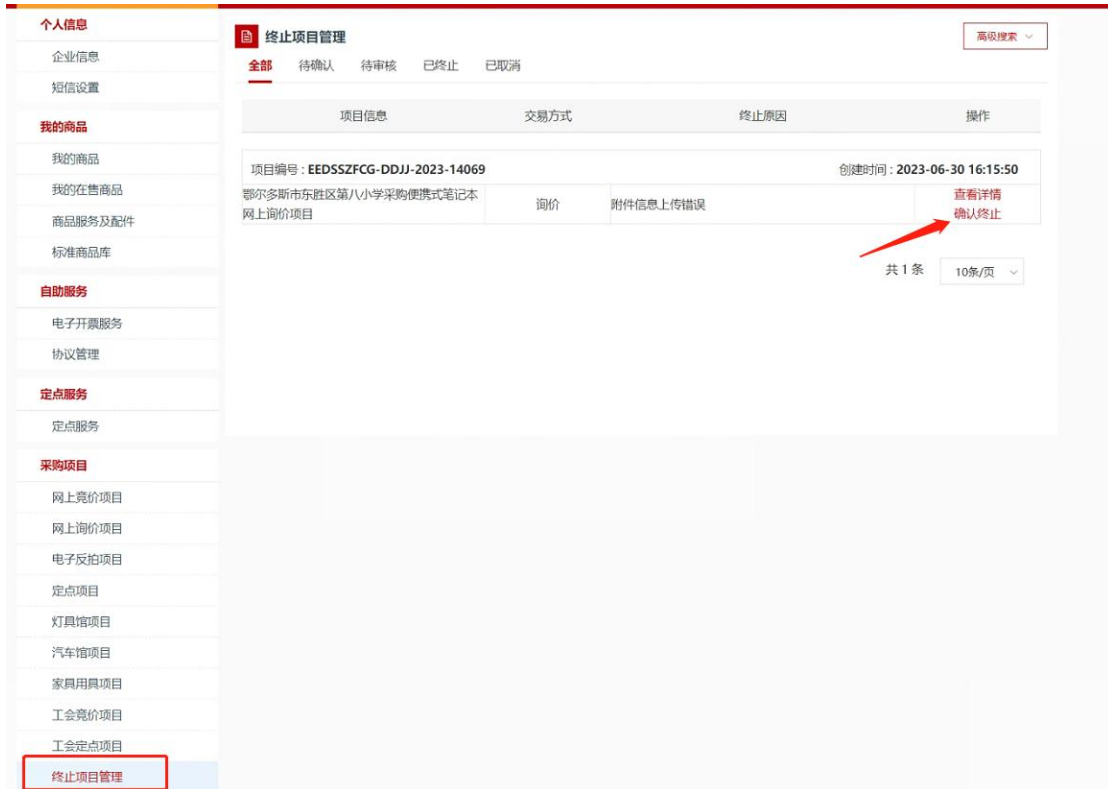 个人信息
企业信息
短信设置
我的商品
我的商品
我的在售商品
商品服务及配件
标准商品库
自助服务
电子开票服务
协议管理
定点服务
定点服务
采购项目
网上竞价项目
网上询价项目
电子反拍项目
定点项目
灯具馆项目
汽车馆项目
家具用具项目
工会竞价项目
工会定点项目
终止项目管理
终止项目管理
高级搜索
全部 待确认 待审核 已终止 已取消
项目信息 交易方式 终止原因 操作
项目编号 : EEDSSZFCG-DDJJ-2023-14069 创建时间 : 2023-06-30 16:15:50
鄂尔多斯市东胜区第八小学采购便携式笔记本
网上询价项目
询价
附件信息上传错误
查看详情
确认终止
共 1 条 10条/页